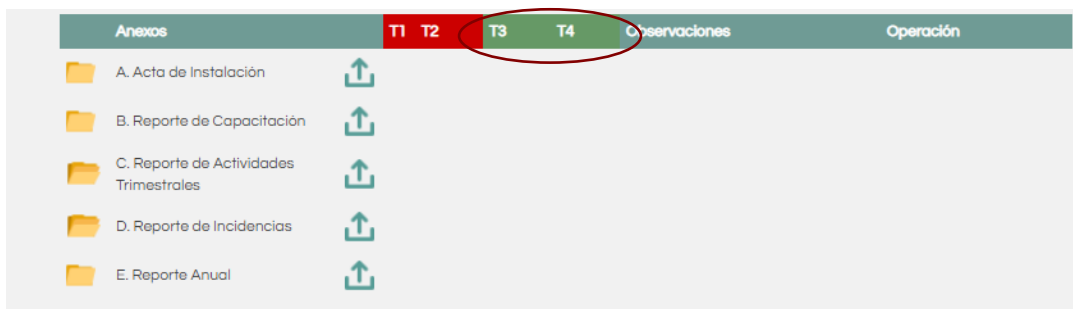 Anexos T1 T2 T3 T4 Observaciones Operación
A. Acta de Instalación
B. Reporte de Capacitación
C. Reporte de Actividades
Trimestrales
D. Reporte de Incidencias
E. Reporte Anual